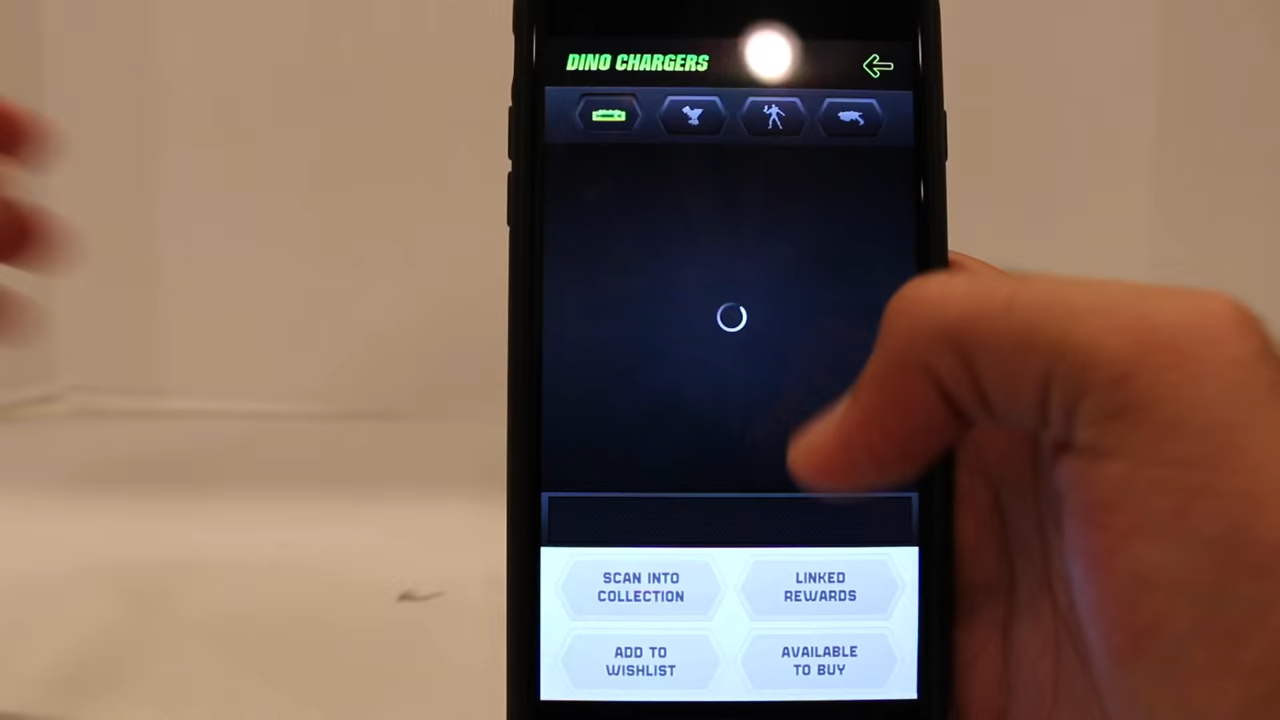 DINO CHARGERS
SCAN INTO
COLLECTION
LINKED
REWARDS
ADD TO
WISHLIST
AVAILABLE
TO BUY